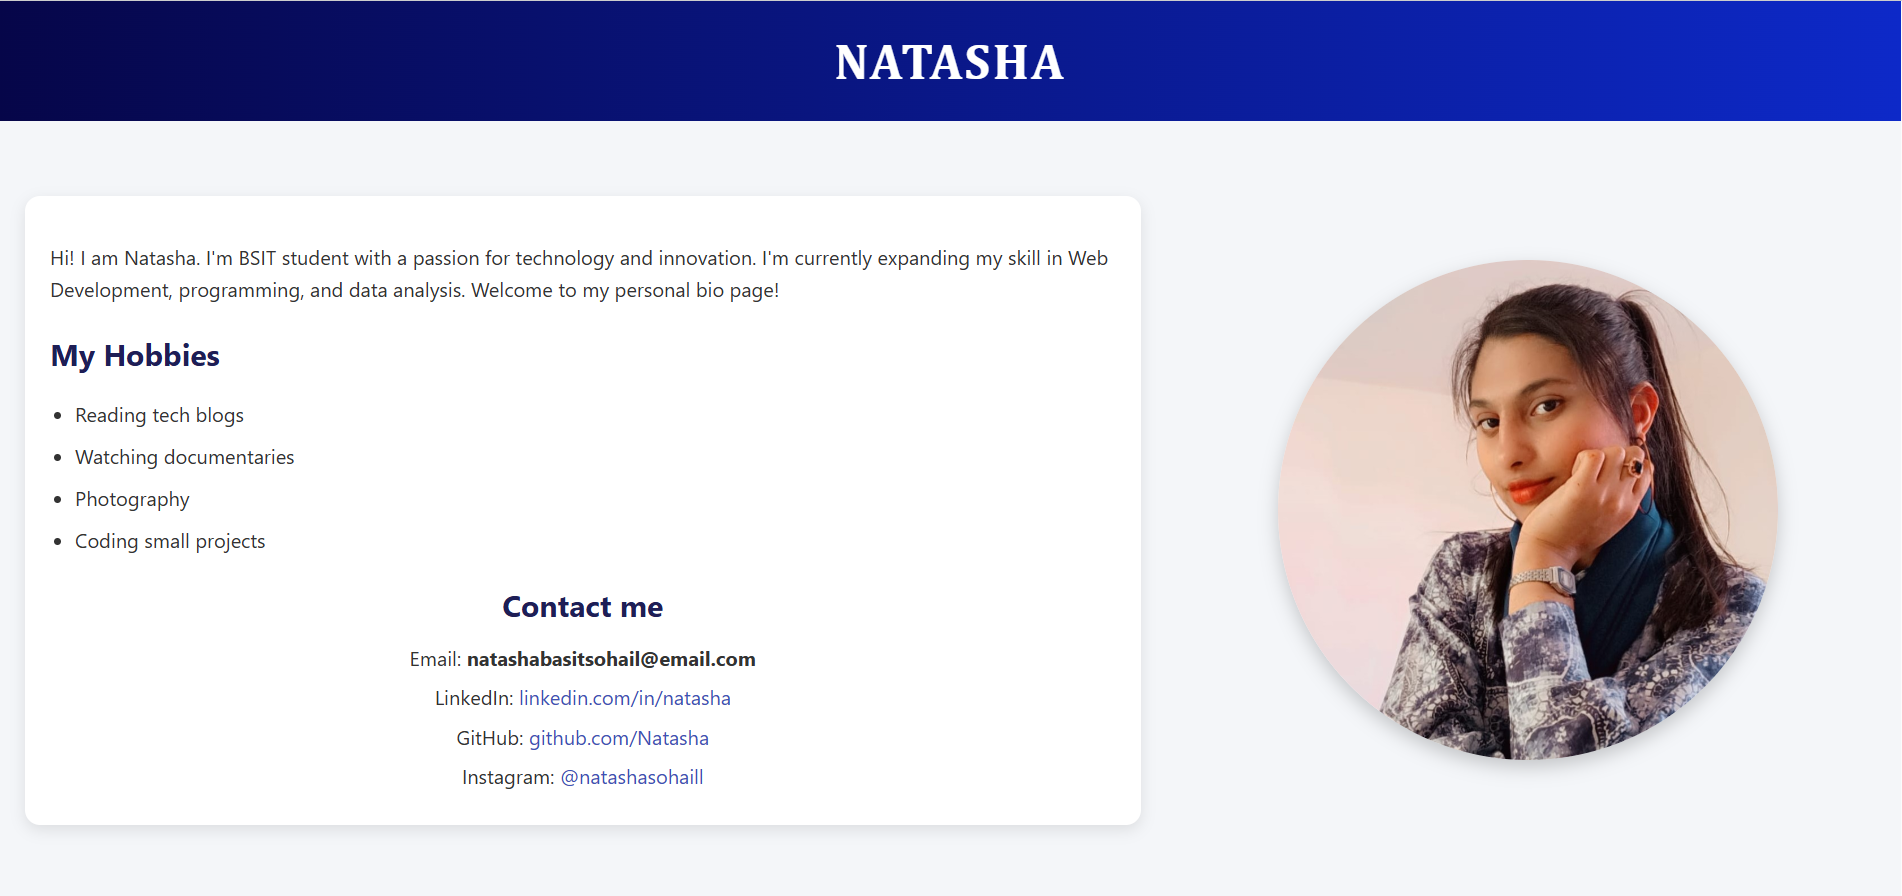 NATASHA
Hi! I am Natasha. I'm BSIT student with a passion for technology and innovation. I'm currently expanding my skill in Web
Development, programming, and data analysis. Welcome to my personal bio page!
My Hobbies
Reading tech blogs
Watching documentaries
Photography
Coding small projects
Contact me
Email: natashabasitsohail@email.com
LinkedIn: linkedin.com/in/natasha
GitHub: github.com/Natasha
Instagram: @natashasohaill